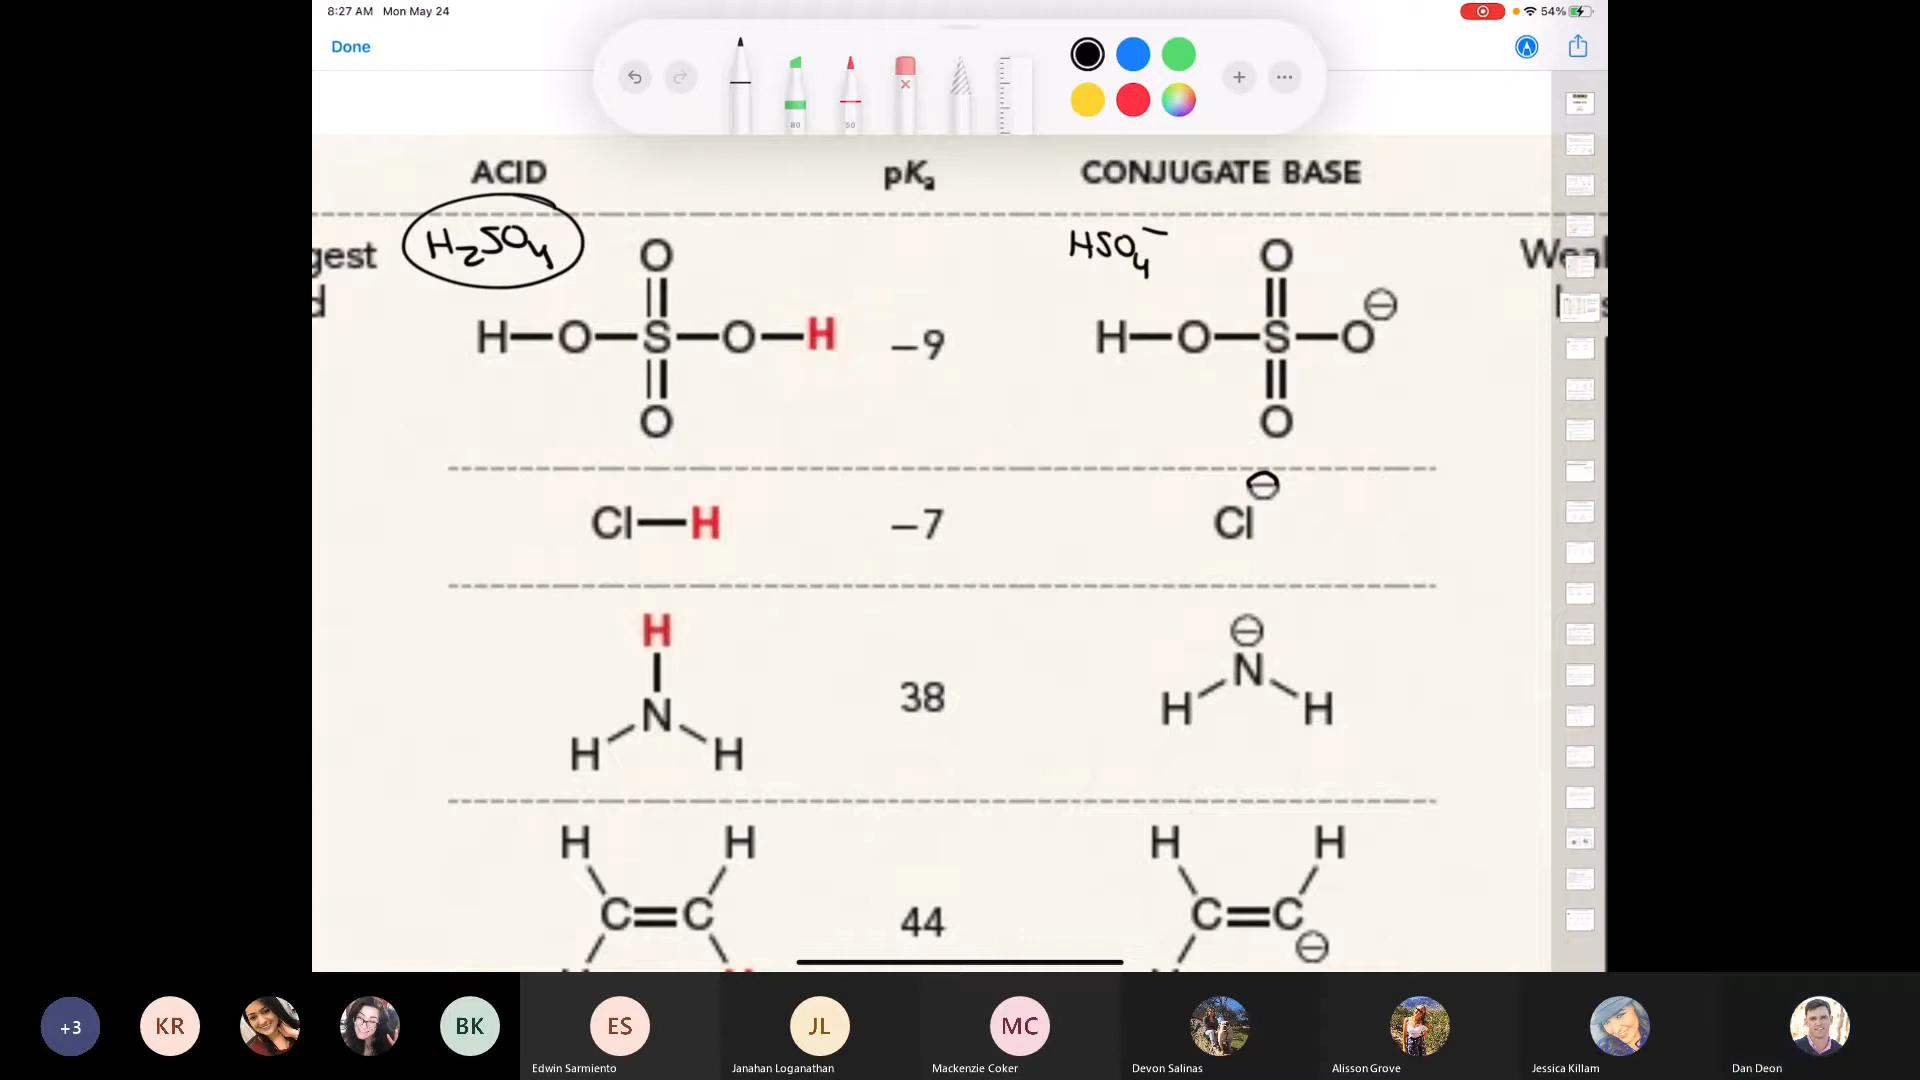 8:27 AM Mon May 24
54%
Done
80
50
ACID pKa CONJUGATE BASE
gest
H2SO4
HSO4−
O
O
H—O—S—O—H
−9
H—O—S—O⊖
O
O
Cl—H −7 Cl⊖
H
N
H H
38
⊖
N
H H
H H
C=C
44
H H
C=C
⊖
+3
KR
BK
ES
JL
MC
Edwin Sarmiento
Janahan Loganathan
Mackenzie Coker
Devon Salinas
Alisson Grove
Jessica Killam
Dan Deon